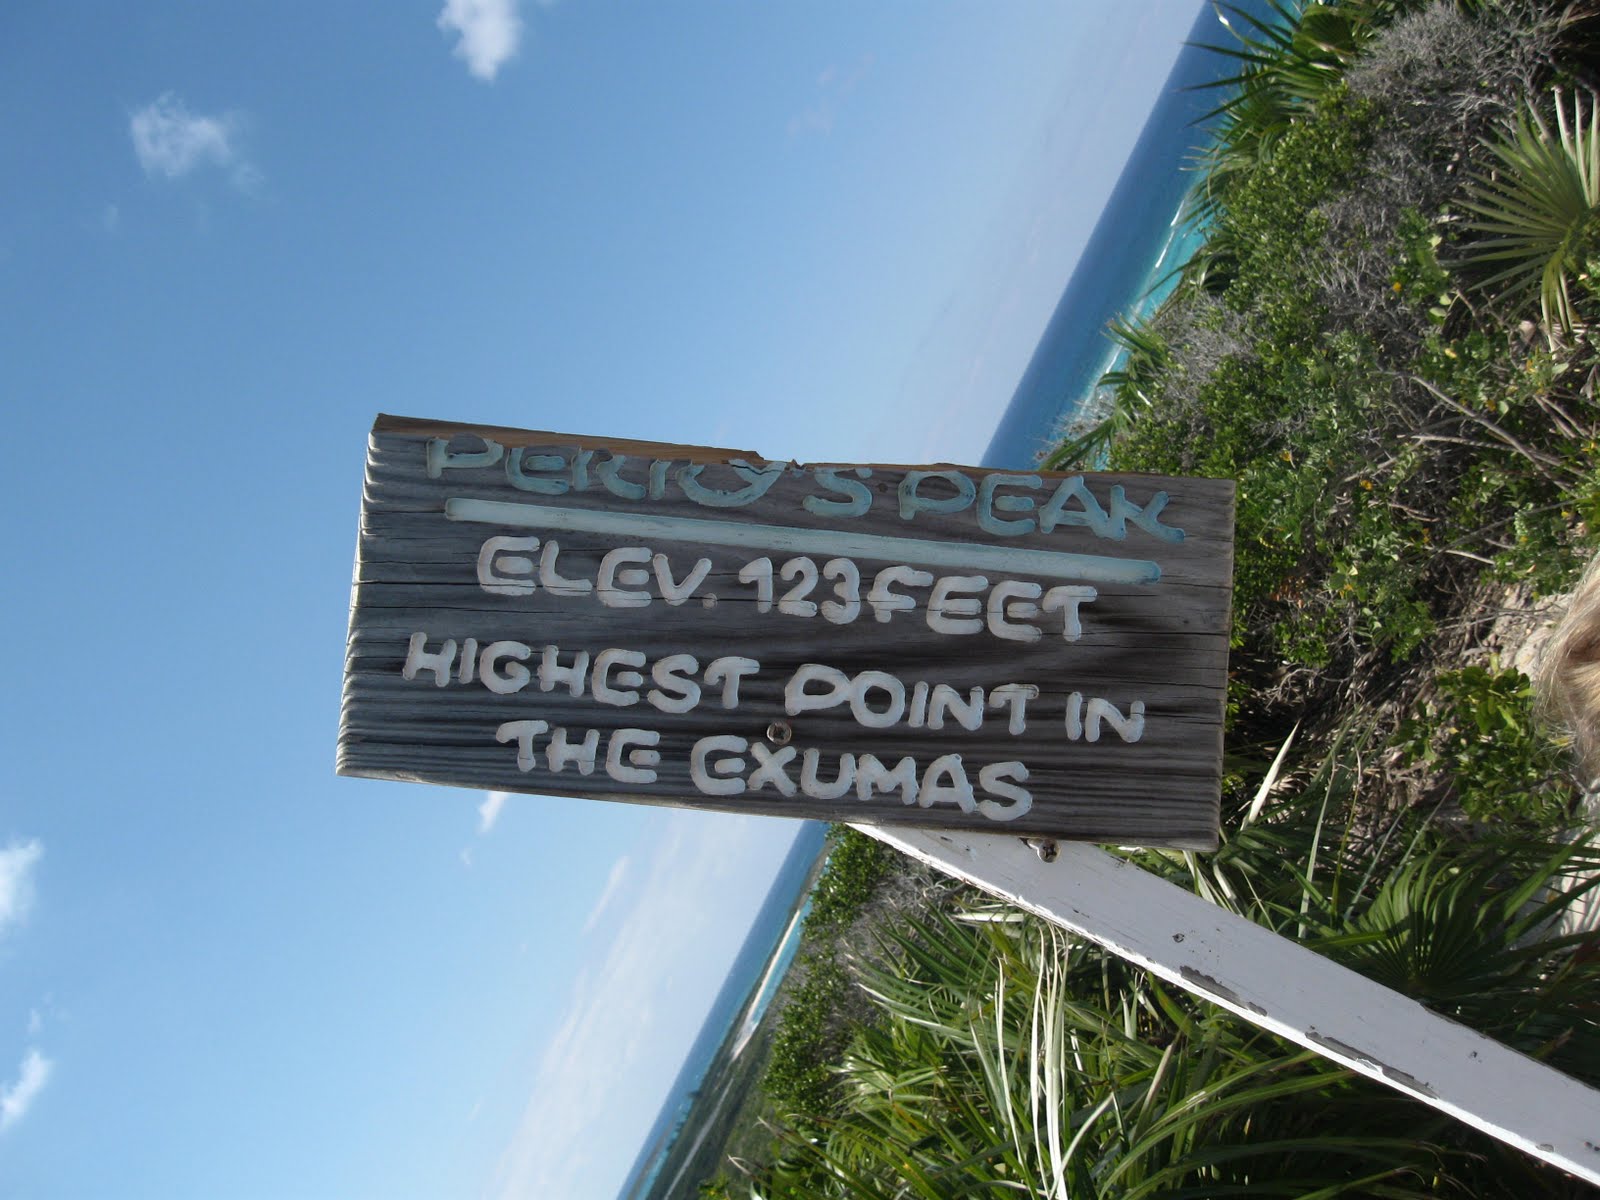 PERRY'S PEAK
ELEV. 123 FEET
HIGHEST POINT IN
THE EXUMAS